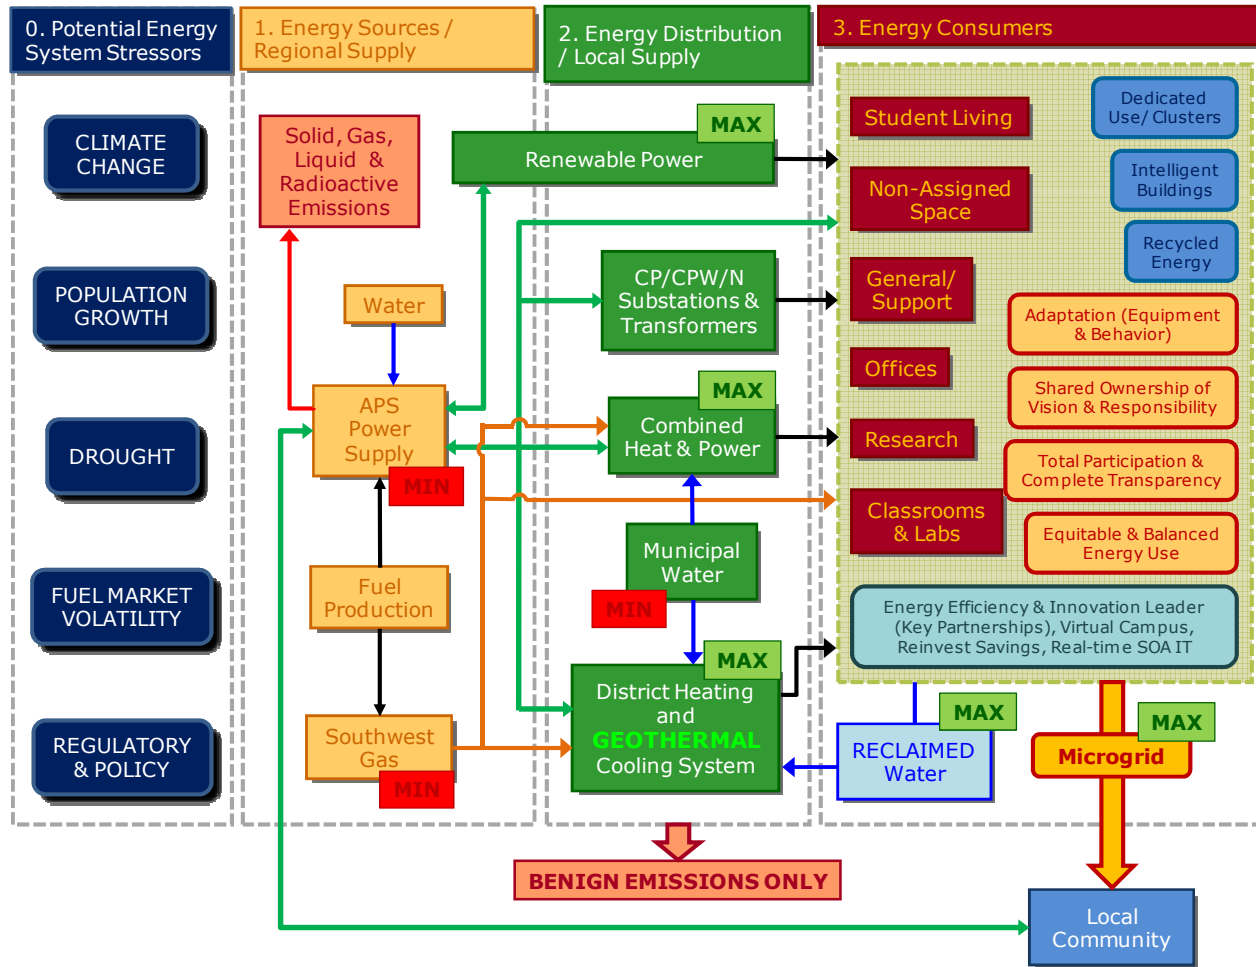 0. Potential Energy
System Stressors
CLIMATE
CHANGE
POPULATION
GROWTH
DROUGHT
FUEL MARKET
VOLATILITY
REGULATORY
& POLICY
1. Energy Sources /
Regional Supply
Solid, Gas,
Liquid &
Radioactive
Emissions
Water
APS
Power
Supply
MIN
Fuel
Production
Southwest
Gas
MIN
2. Energy Distribution
/ Local Supply
MAX
Renewable Power
CP/CPW/N
Substations &
Transformers
MAX
Combined
Heat & Power
Municipal
Water
MIN
MAX
District Heating
and
GEOTHERMAL
Cooling System
BENIGN EMISSIONS ONLY
3. Energy Consumers
Student Living
Non-Assigned
Space
General/
Support
Offices
Research
Classrooms
& Labs
Dedicated
Use/ Clusters
Intelligent
Buildings
Recycled
Energy
Adaptation (Equipment
& Behavior)
Shared Ownership of
Vision & Responsibility
Total Participation &
Complete Transparency
Equitable & Balanced
Energy Use
Energy Efficiency & Innovation Leader
(Key Partnerships), Virtual Campus,
Reinvest Savings, Real-time SOA IT
MAX
RECLAIMED
Water
MAX
Microgrid
Local
Community